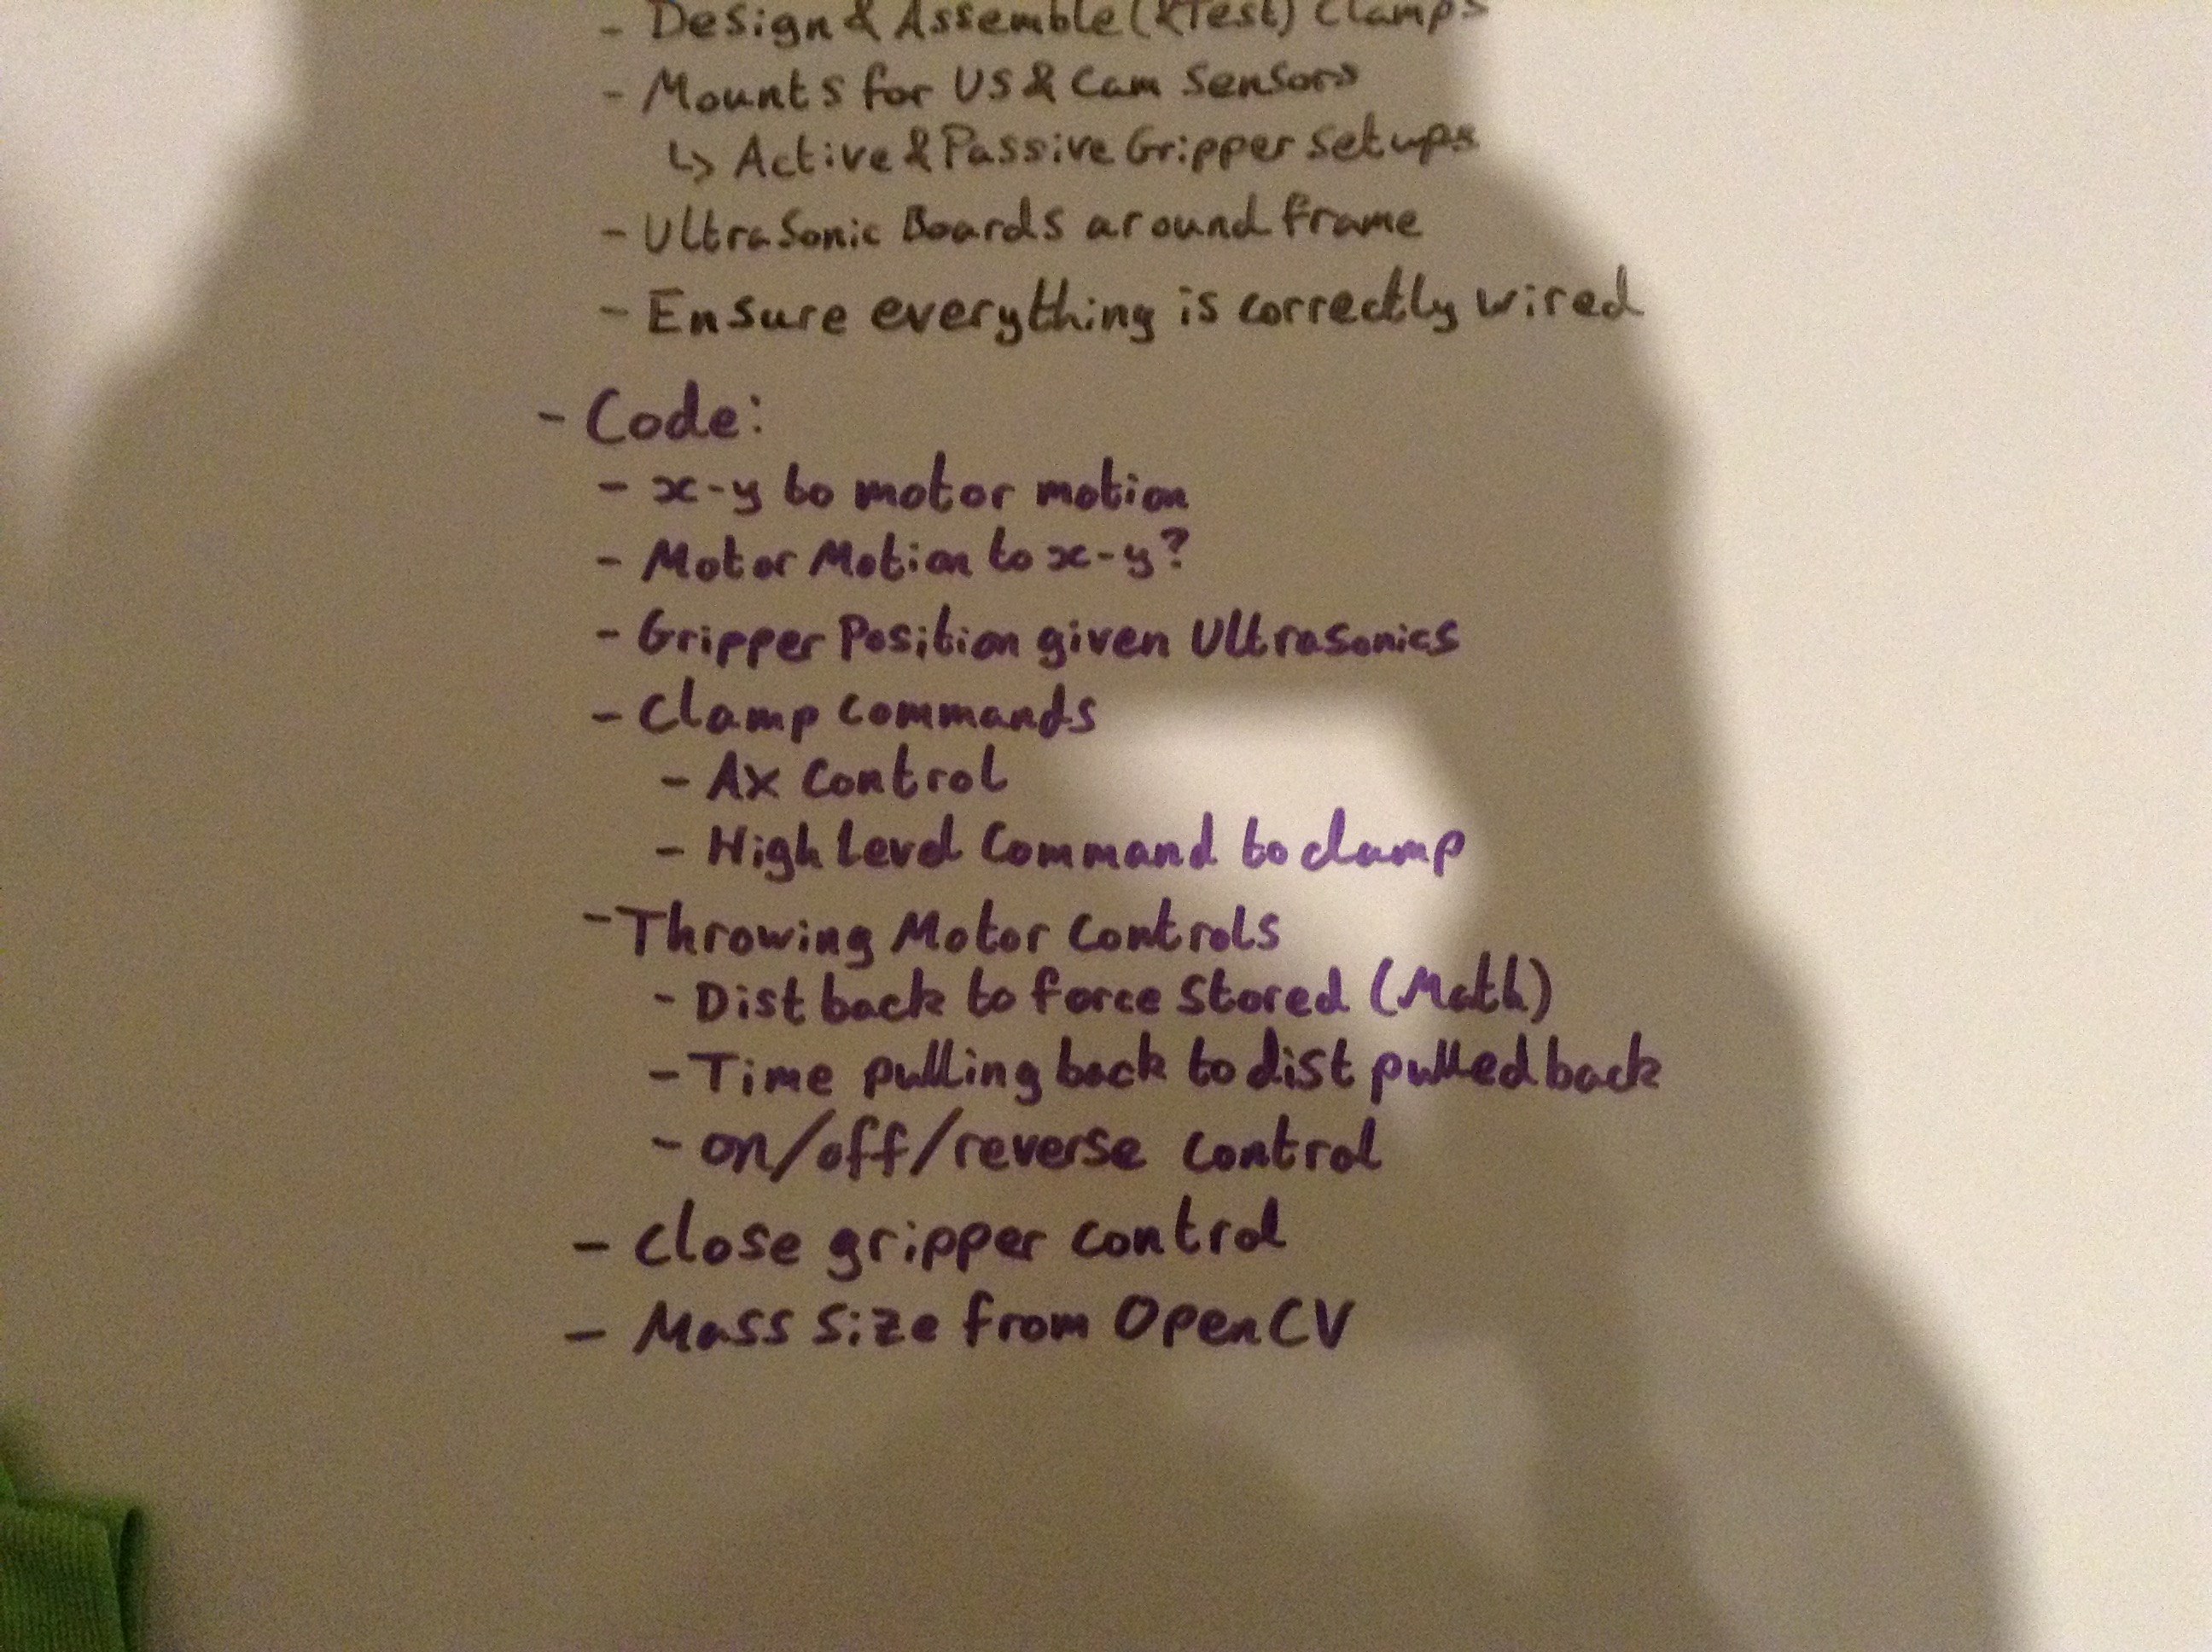 - Design & Assemble (& Test) Clamps
- Mounts for US & Cam Sensors
↳ Active & Passive Gripper Setups
- UltraSonic Boards around frame
- Ensure everything is correctly wired
- Code:
- x-y to motor motion
- Motor Motion to x-y?
- Gripper Position given Ultrasonics
- Clamp Commands
- AX Control
- High Level Command to clamp
- Throwing Motor Controls
- Dist back to force stored (Math)
- Time pulling back to dist pulled back
- on/off/reverse control
- Close gripper control
- Mass size from OpenCV